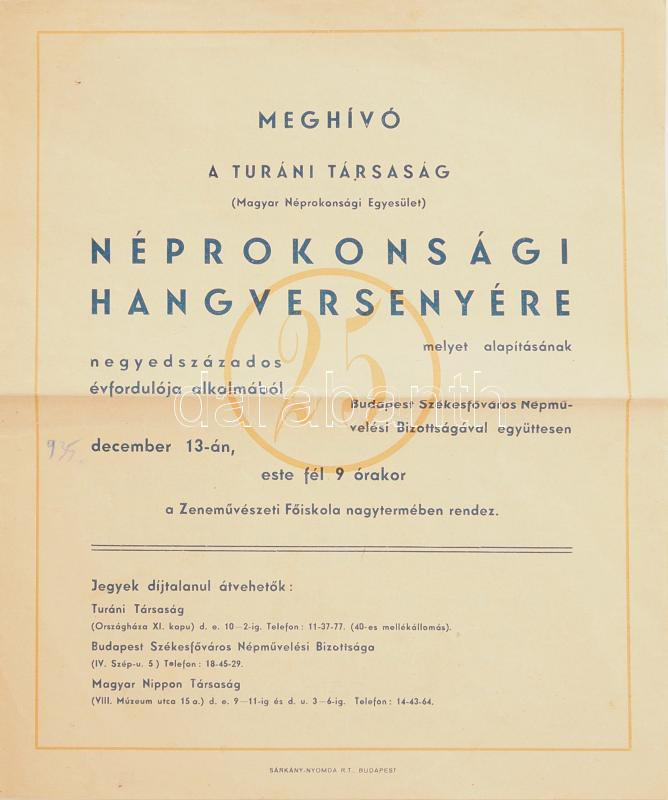 MEGHÍVÓ
A TURÁNI TÁRSASÁG
(Magyar Néprokonsági Egyesület)
NÉPROKONSÁGI
HANGVERSENYÉRE
25
melyet alapításának
negyedszázados
évfordulója alkalmából
darabanth
Budapest Székesfőváros Népmű-
velési Bizottságával együttesen
december 13-án,
este fél 9 órakor
a Zeneművészeti Főiskola nagytermében rendez.
Jegyek díjtalanul átvehetők:
Turáni Társaság
(Országháza XI. kapu) d. e. 10—2-ig. Telefon: 11-37-77. (40-es mellékállomás).
Budapest Székesfőváros Népművelési Bizottsága
(IV. Szép-u. 5) Telefon: 18-45-29.
Magyar Nippon Társaság
(VIII. Múzeum utca 15 a.) d. e. 9—11-ig és d. u. 3—6-ig. Telefon: 14-43-64.
SÁRKÁNY-NYOMDA R.T. BUDAPEST